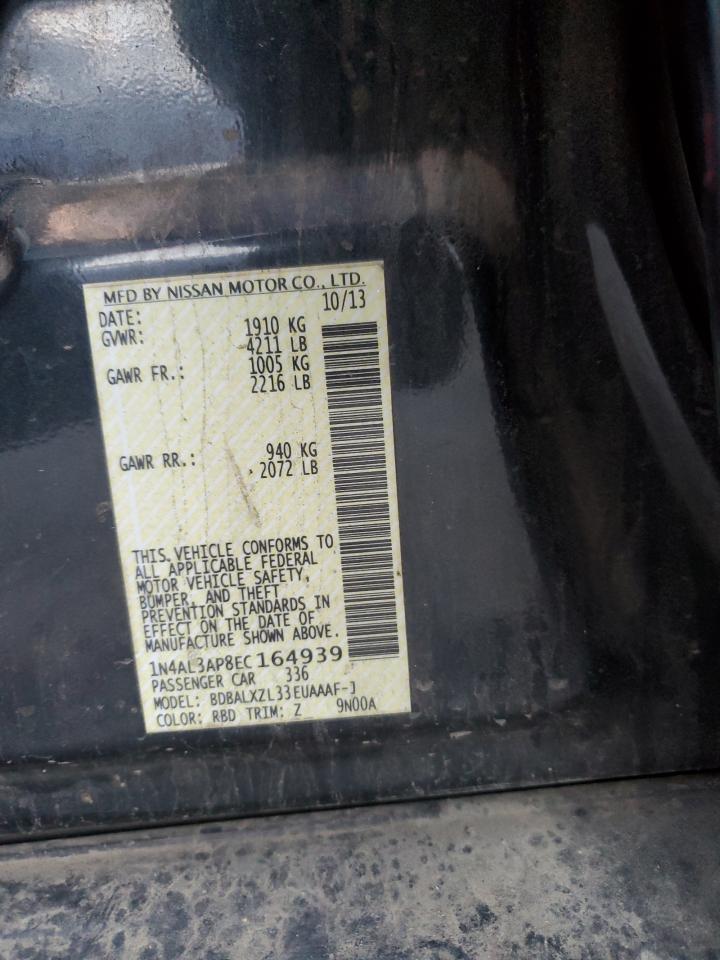 MFD BY NISSAN MOTOR CO., LTD.
DATE: 10/13
GVWR: 1910 KG
4211 LB
GAWR FR.: 1005 KG
2216 LB
GAWR RR.: 940 KG
2072 LB
THIS VEHICLE CONFORMS TO
ALL APPLICABLE FEDERAL
MOTOR VEHICLE SAFETY,
BUMPER, AND THEFT
PREVENTION STANDARDS IN
EFFECT ON THE DATE OF
MANUFACTURE SHOWN ABOVE.
1N4AL3AP8EC164939
PASSENGER CAR 336
MODEL: BDBALXZL33EUAAAF-J
COLOR: RBD TRIM: Z 9N00A